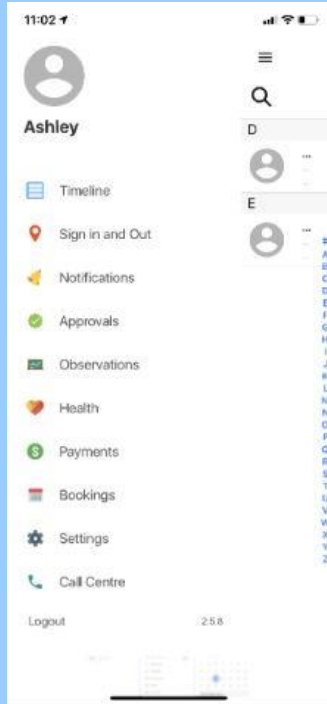 11:02
Ashley
D
Timeline
E
Sign in and Out
Notifications
Approvals
Observations
Health
Payments
Bookings
Settings
Call Centre
Logout
2.5.8
#
A
B
C
D
E
F
G
H
I
J
K
L
M
N
O
P
Q
R
S
T
U
V
W
X
Y
Z